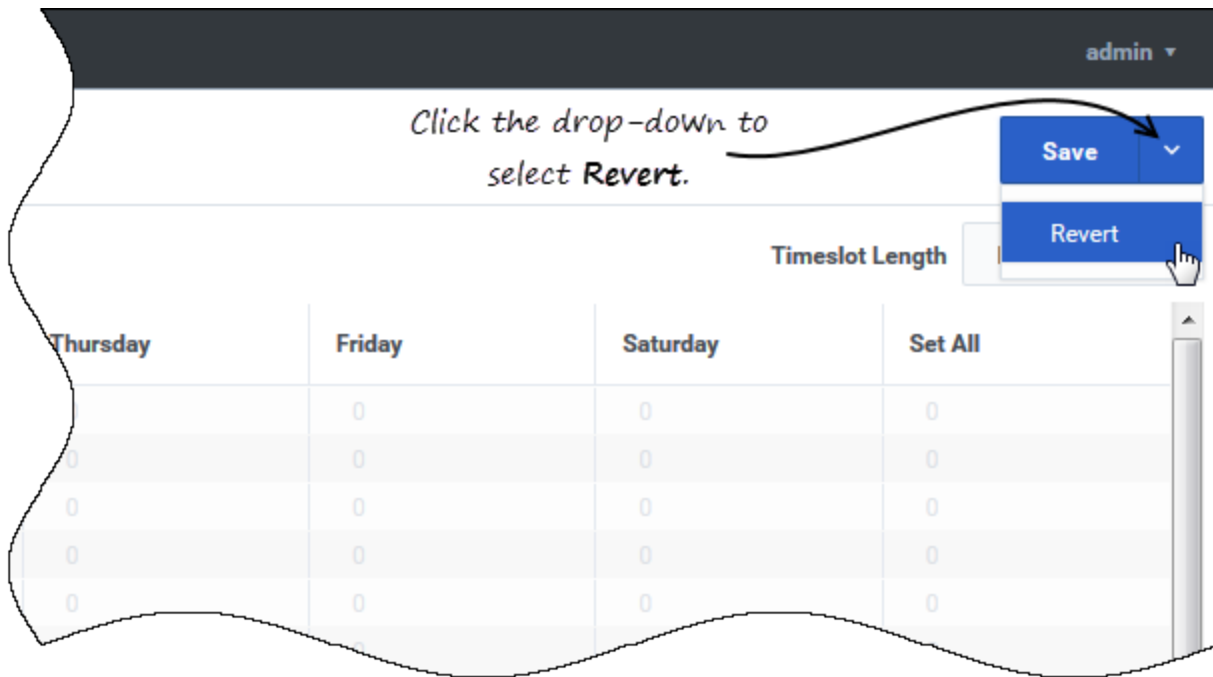 admin
Click the drop-down to
select Revert.
Save
Revert
Timeslot Length
Thursday Friday Saturday Set All
0 0 0
0 0 0 0
0 0 0 0
0 0 0 0
0 0 0 0